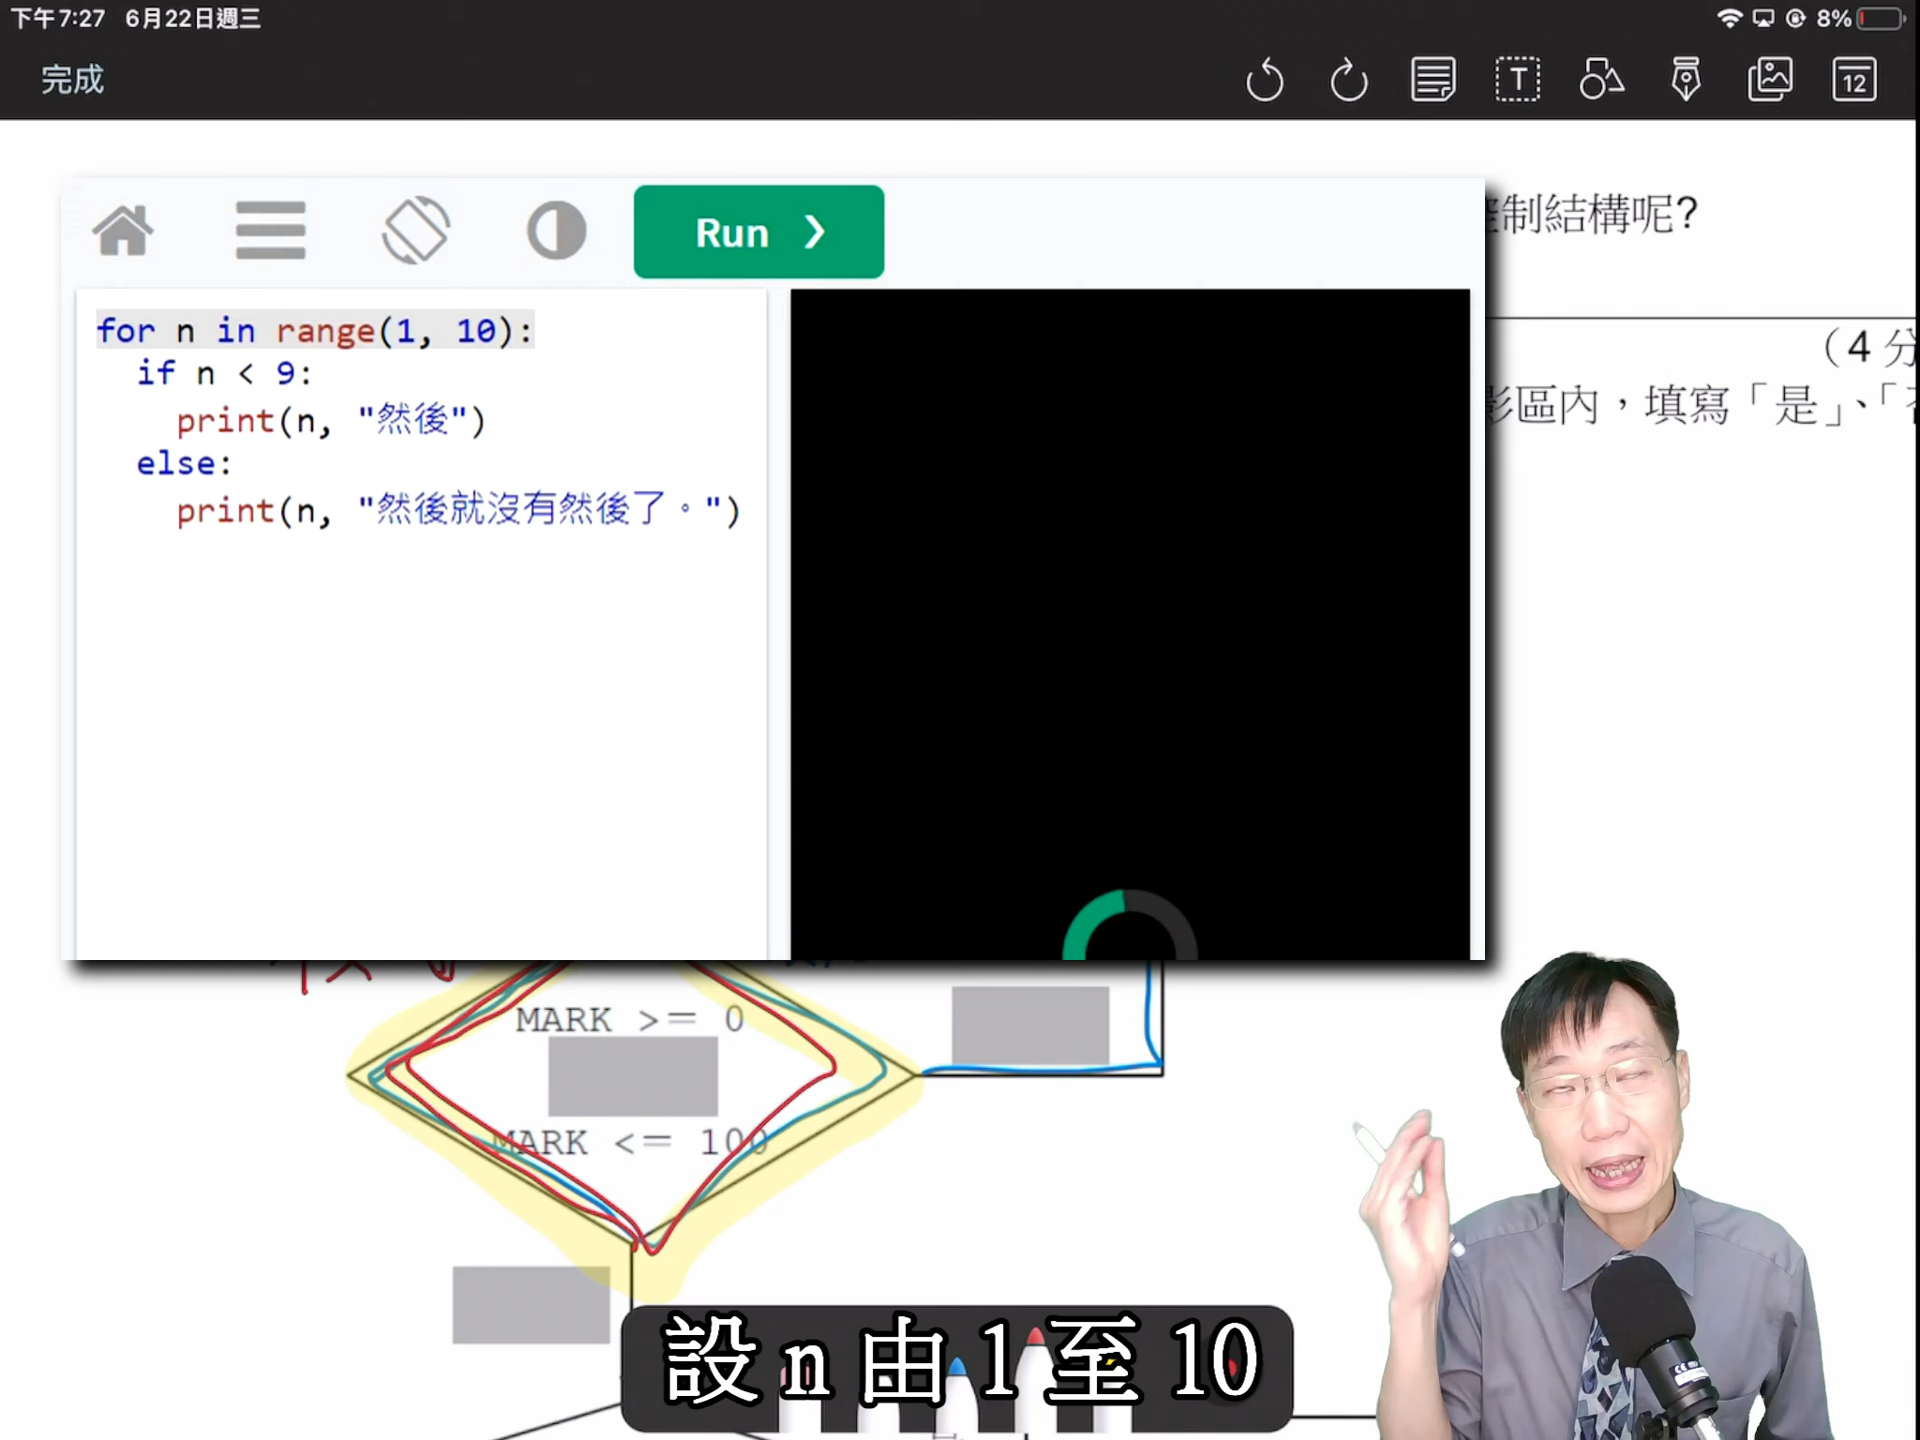 下午7:27 6月22日週三
8%
完成
T
12
Run
制結構呢?
for n in range(1, 10):
if n < 9:
print(n, "然後")
else:
print(n, "然後就沒有然後了。")
(4 分
影區內,填寫「是」、「
MARK >= 0
MARK <= 100
設 n 由 1 至 10